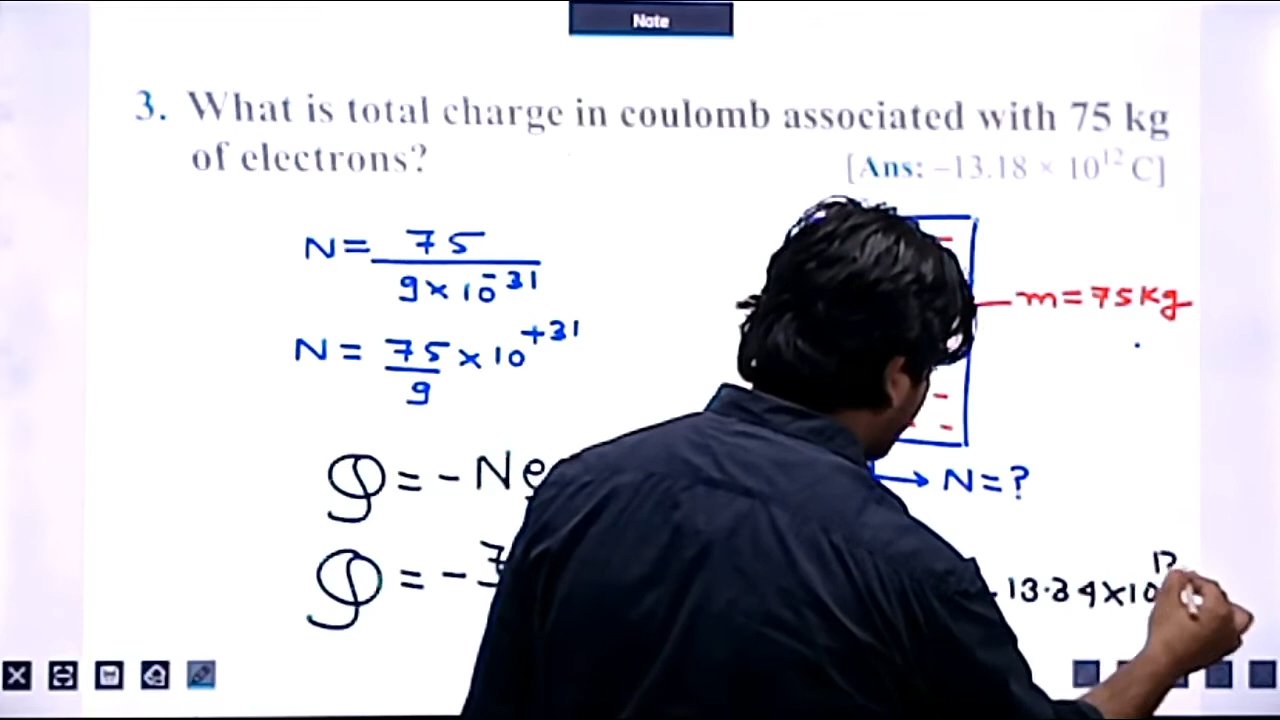 Note
3. What is total charge in coulomb associated with 75 kg
of electrons?
[Ans: –13.18 × 10¹² C]
N = 75
9×10⁻³¹
N = 75 × 10⁺³¹
9
m = 75 Kg
Q = - Ne
N = ?
Q = - 7
13.34×10